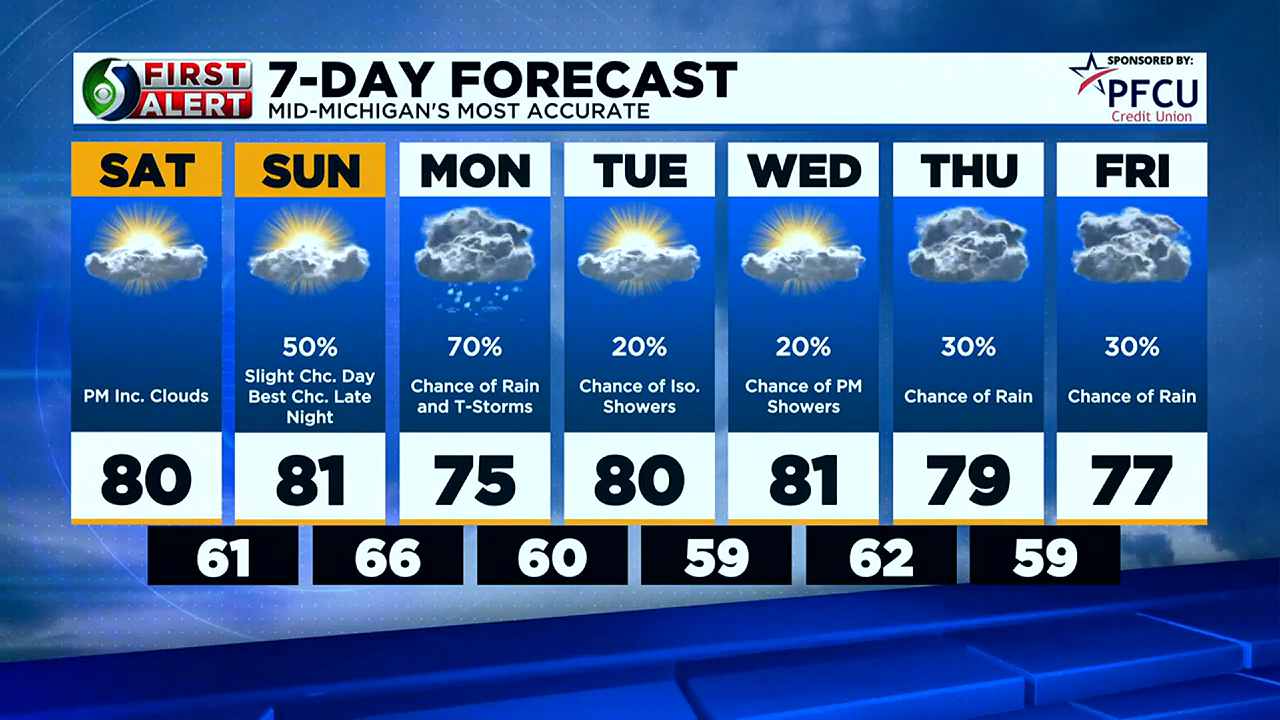 6 FIRST ALERT
7-DAY FORECAST
MID-MICHIGAN'S MOST ACCURATE
SPONSORED BY:
PFCU
Credit Union
SAT
PM Inc. Clouds
80
SUN
50%
Slight Chc. Day
Best Chc. Late
Night
81
MON
70%
Chance of Rain
and T-Storms
75
TUE
20%
Chance of Iso.
Showers
80
WED
20%
Chance of PM
Showers
81
THU
30%
Chance of Rain
79
FRI
30%
Chance of Rain
77
61
66
60
59
62
59